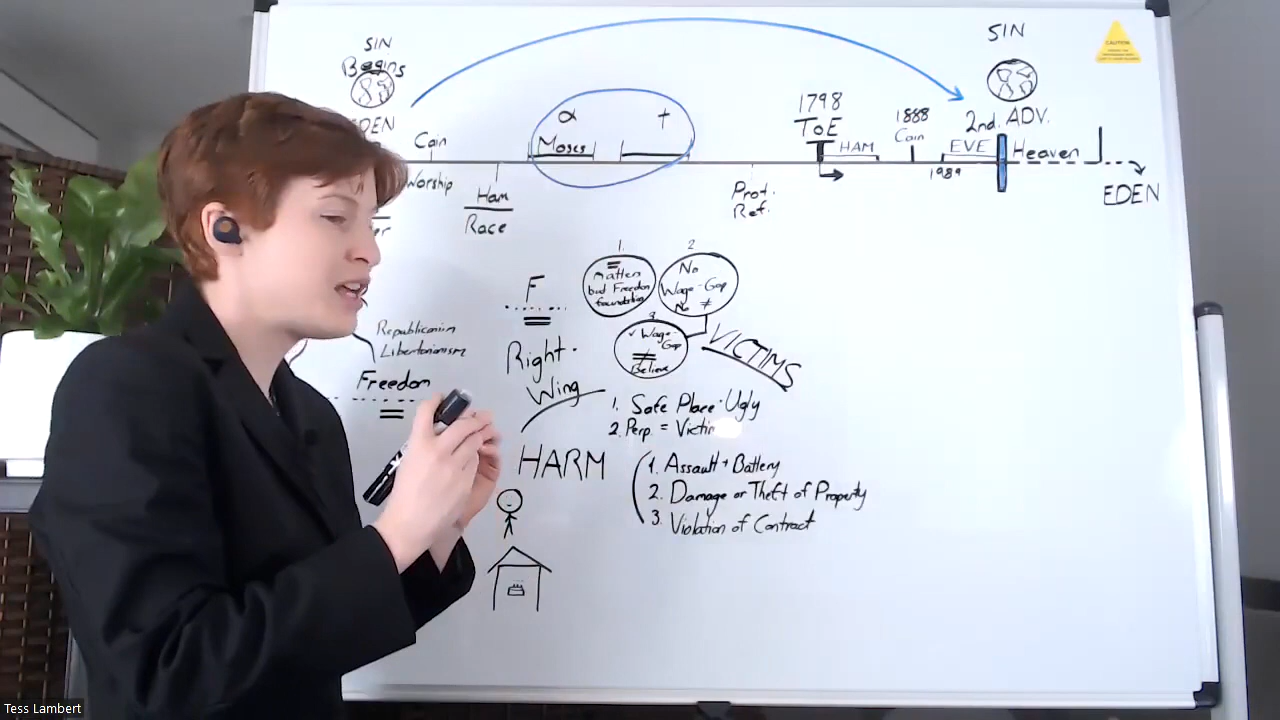 SIN
Begins
EDEN
Cain
Worship
Ham
Race
α
Moses
+
Prot.
Ref.
1798
ToE
HAM
1888
Cain
EVE
1989
2nd. ADV.
SIN
Heaven
EDEN
CAUTION
Republicanism
Libertarianism
Freedom
=
F
=
Right-
Wing
1.
=
Matters
bad Freedom
foundation
2
No
Wage-Gap
No ≠
3
✓ Wage-
Gap
≠
Believe
VICTIMS
1. Safe Place-Ugly
2. Perp. = Victim
HARM
1. Assault + Battery
2. Damage or Theft of Property
3. Violation of Contract
Tess Lambert